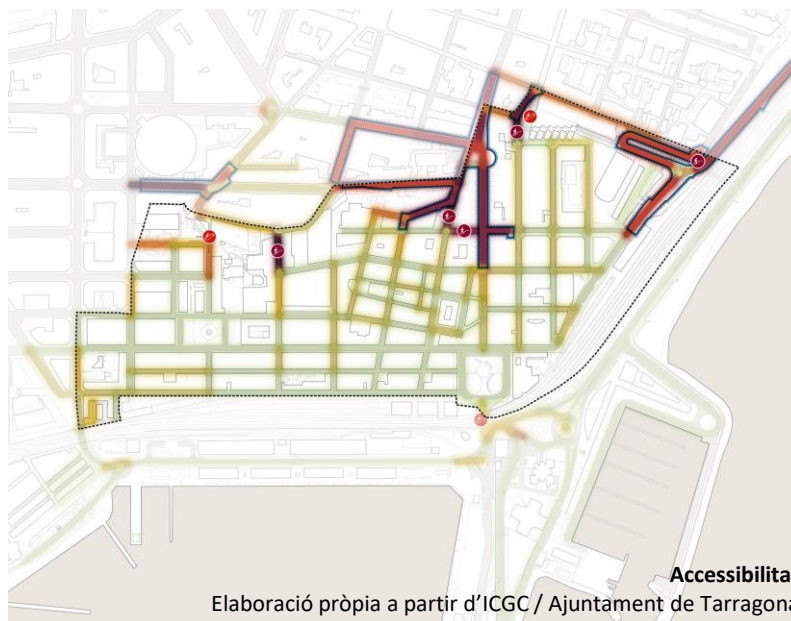 Accessibilita
Elaboració pròpia a partir d’ICGC / Ajuntament de Tarragona